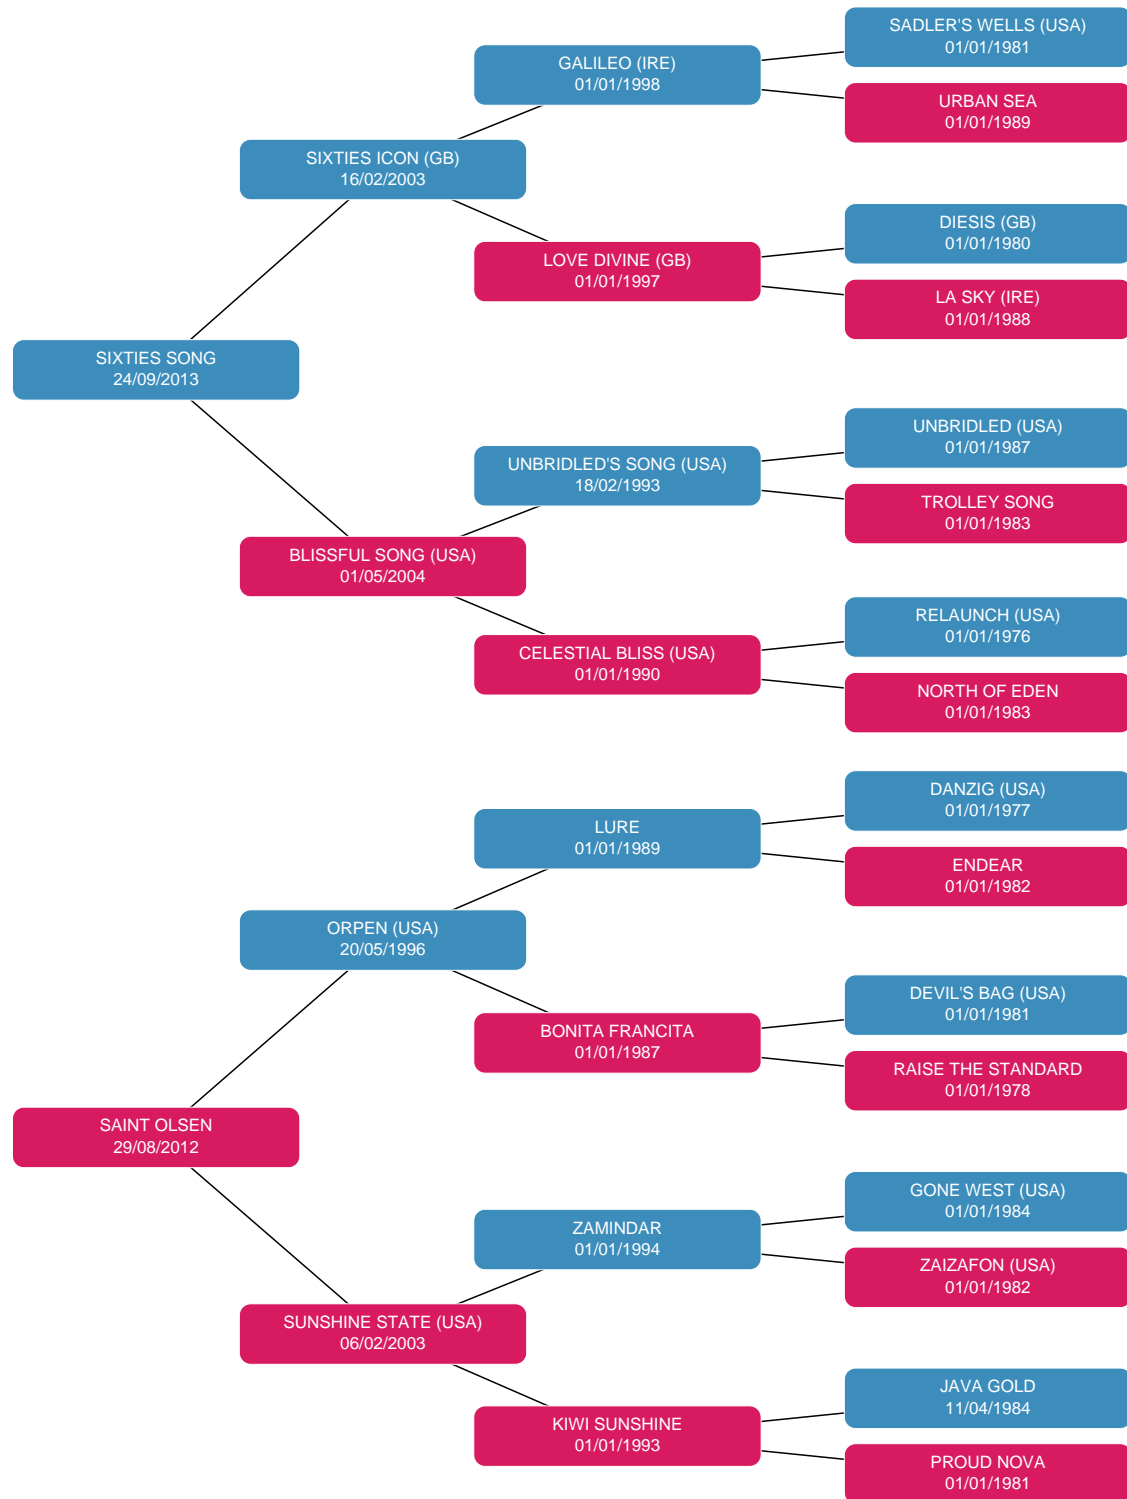 SADLER'S WELLS (USA)
01/01/1981
GALILEO (IRE)
01/01/1998
URBAN SEA
01/01/1989
SIXTIES ICON (GB)
16/02/2003
DIESIS (GB)
01/01/1980
LOVE DIVINE (GB)
01/01/1997
LA SKY (IRE)
01/01/1988
SIXTIES SONG
24/09/2013
UNBRIDLED (USA)
01/01/1987
UNBRIDLED'S SONG (USA)
18/02/1993
TROLLEY SONG
01/01/1983
BLISSFUL SONG (USA)
01/05/2004
RELAUNCH (USA)
01/01/1976
CELESTIAL BLISS (USA)
01/01/1990
NORTH OF EDEN
01/01/1983
DANZIG (USA)
01/01/1977
LURE
01/01/1989
ENDEAR
01/01/1982
ORPEN (USA)
20/05/1996
DEVIL'S BAG (USA)
01/01/1981
BONITA FRANCITA
01/01/1987
RAISE THE STANDARD
01/01/1978
SAINT OLSEN
29/08/2012
GONE WEST (USA)
01/01/1984
ZAMINDAR
01/01/1994
ZAIZAFON (USA)
01/01/1982
SUNSHINE STATE (USA)
06/02/2003
JAVA GOLD
11/04/1984
KIWI SUNSHINE
01/01/1993
PROUD NOVA
01/01/1981